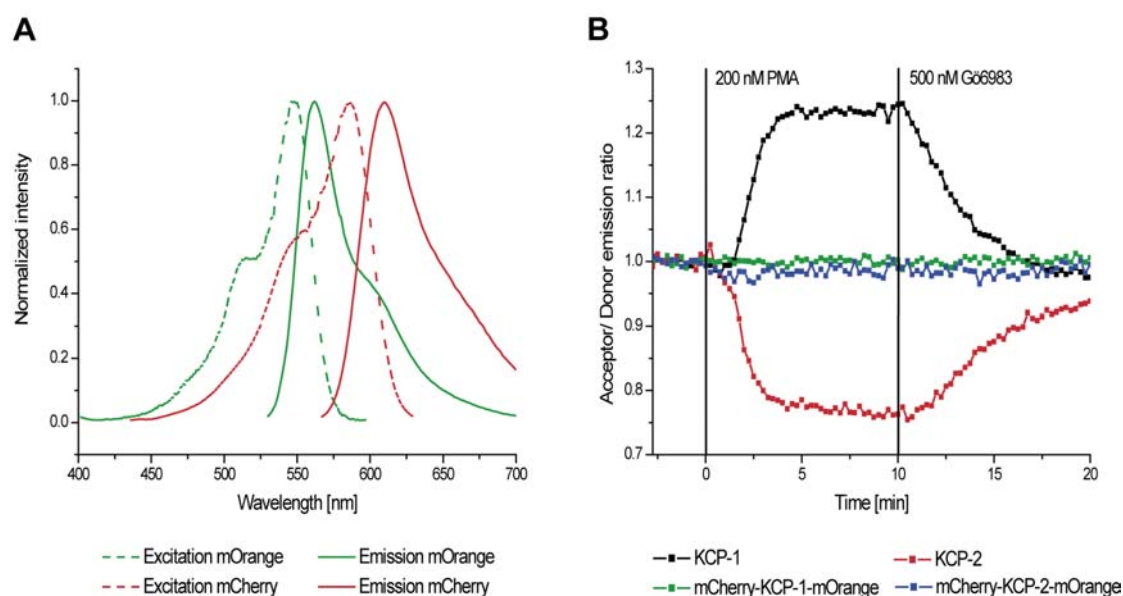 A
Normalized intensity
1.0
0.8
0.6
0.4
0.2
0.0
400
450
500
550
600
650
700
Wavelength [nm]
Excitation mOrange
Emission mOrange
Excitation mCherry
Emission mCherry
B
200 nM PMA
500 nM Gö6983
Acceptor/ Donor emission ratio
1.3
1.2
1.1
1.0
0.9
0.8
0.7
0
5
10
15
20
Time [min]
KCP-1
KCP-2
mCherry-KCP-1-mOrange
mCherry-KCP-2-mOrange